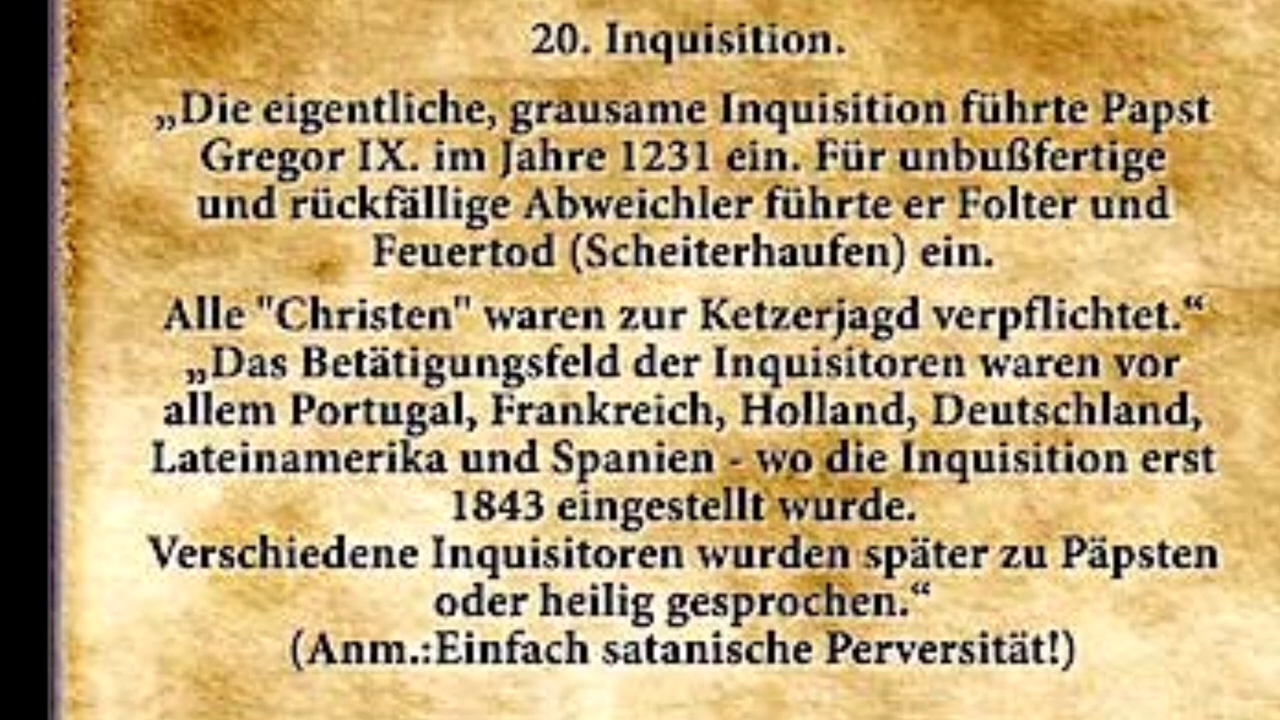 20. Inquisition.
„Die eigentliche, grausame Inquisition führte Papst
Gregor IX. im Jahre 1231 ein. Für unbußfertige
und rückfällige Abweichler führte er Folter und
Feuertod (Scheiterhaufen) ein.
Alle "Christen" waren zur Ketzerjagd verpflichtet.“
„Das Betätigungsfeld der Inquisitoren waren vor
allem Portugal, Frankreich, Holland, Deutschland,
Lateinamerika und Spanien - wo die Inquisition erst
1843 eingestellt wurde.
Verschiedene Inquisitoren wurden später zu Päpsten
oder heilig gesprochen.“
(Anm.:Einfach satanische Perversität!)